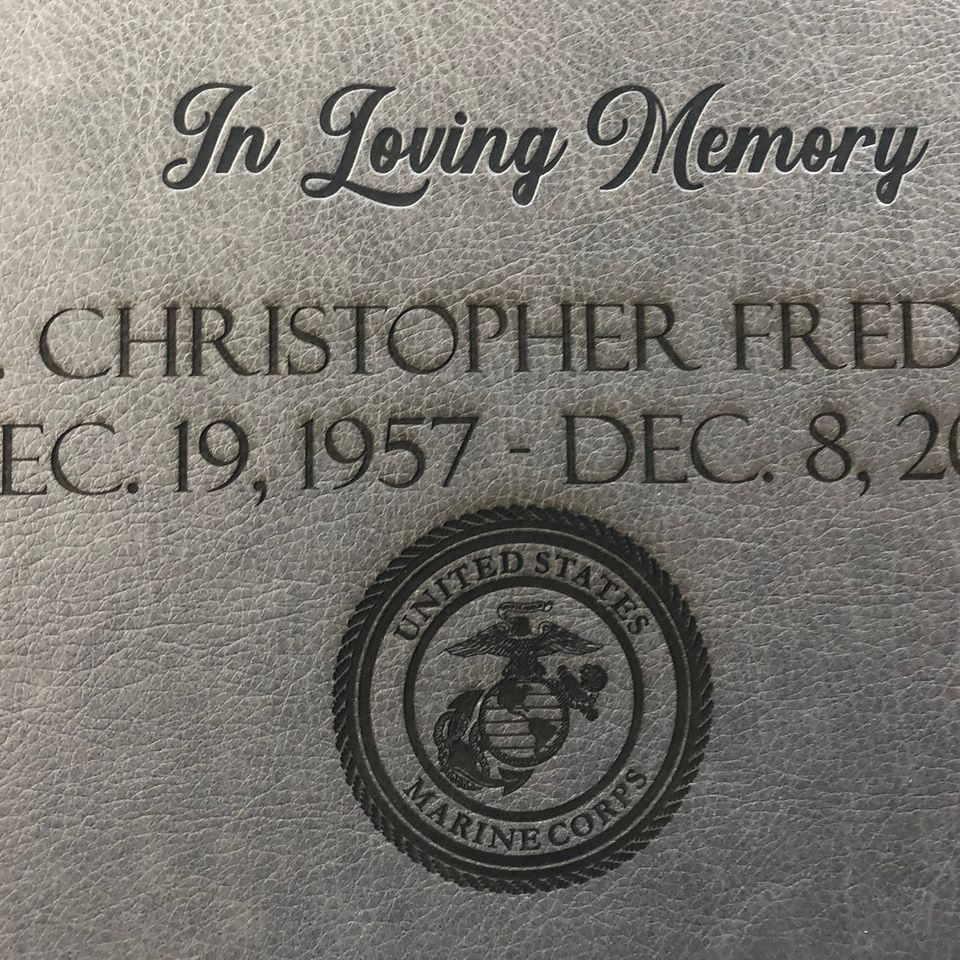 In Loving Memory
. CHRISTOPHER FRED
EC. 19, 1957 - DEC. 8, 20
UNITED STATES
MARINE CORPS